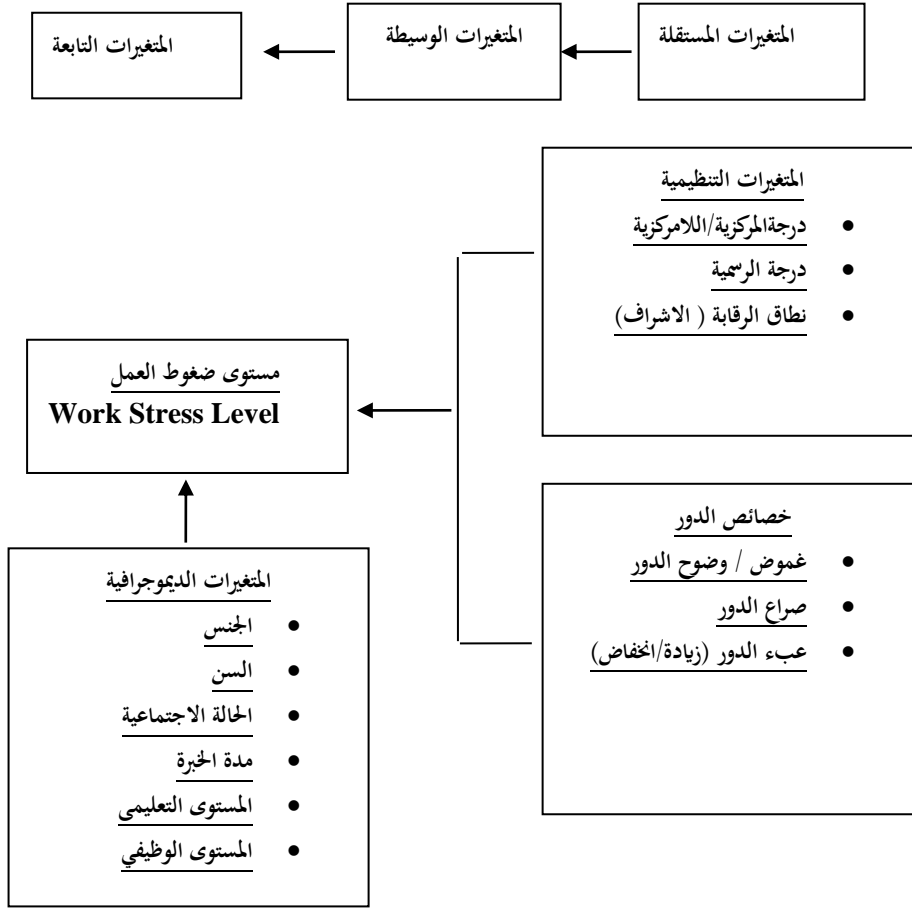 المتغيرات المستقلة
المتغيرات الوسيطة
المتغيرات التابعة
المتغيرات التنظيمية
درجةالمركزية/اللامركزية
درجة الرسمية
نطاق الرقابة ( الاشراف)
مستوى ضغوط العمل
Work Stress Level
خصائص الدور
غموض / وضوح الدور
صراع الدور
عبء الدور (زيادة/انخفاض)
المتغيرات الديموجرافية
الجنس
السن
الحالة الاجتماعية
مدة الخبرة
المستوى التعليمى
المستوى الوظيفي